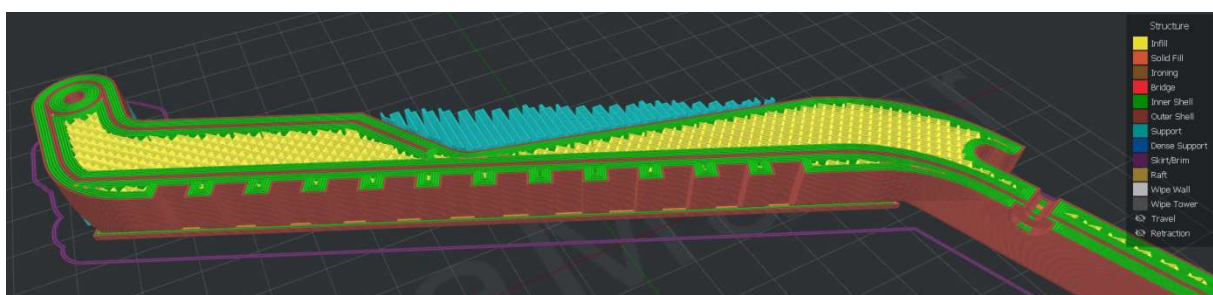 Structure
Infill
Solid Fill
Ironing
Bridge
Inner Shell
Outer Shell
Support
Dense Support
Skirt/Brim
Raft
Wipe Wall
Wipe Tower
Travel
Retraction